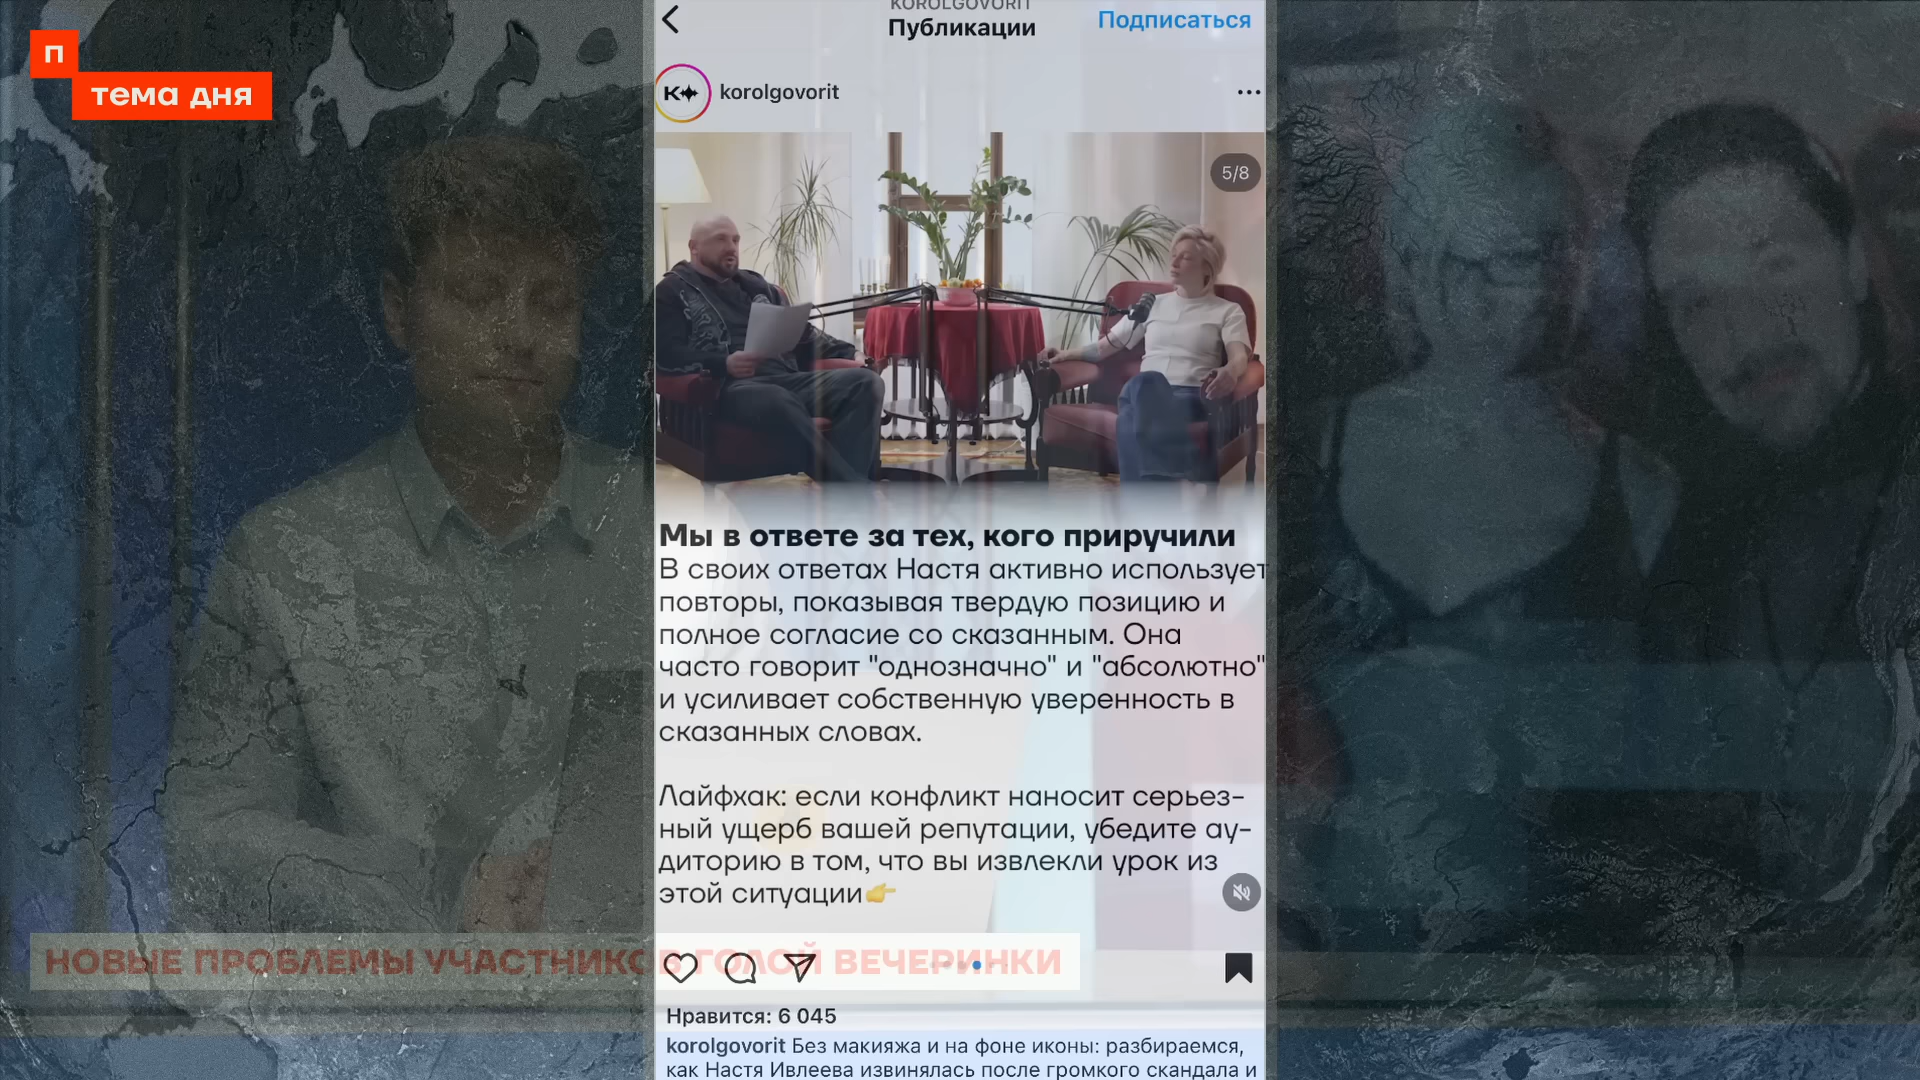 п
тема дня
KOROLGOVORIT
Публикации
Подписаться
K
korolgovorit
5/8
Мы в ответе за тех, кого приручили
В своих ответах Настя активно использует
повторы, показывая твердую позицию и
полное согласие со сказанным. Она
часто говорит "однозначно" и "абсолютно"
и усиливает собственную уверенность в
сказанных словах.
Лайфхак: если конфликт наносит серьез-
ный ущерб вашей репутации, убедите ау-
диторию в том, что вы извлекли урок из
этой ситуации👉
НОВЫЕ ПРОБЛЕМЫ УЧАСТНИКОВ ГОЛОЙ ВЕЧЕРИНКИ
Нравится: 6 045
korolgovorit Без макияжа и на фоне иконы: разбираемся,
как Настя Ивлеева извинялась после громкого скандала и